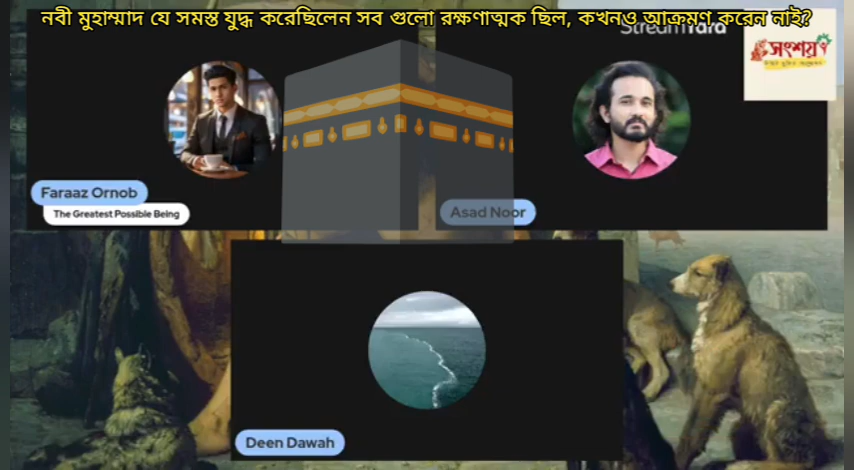 নবী মুহাম্মাদ যে সমস্ত যুদ্ধ করেছিলেন সব গুলো রক্ষণাত্মক ছিল, কখনও আক্রমণ করেন নাই?
StreamYard
সংশয়
Faraaz Ornob
The Greatest Possible Being
Asad Noor
Deen Dawah